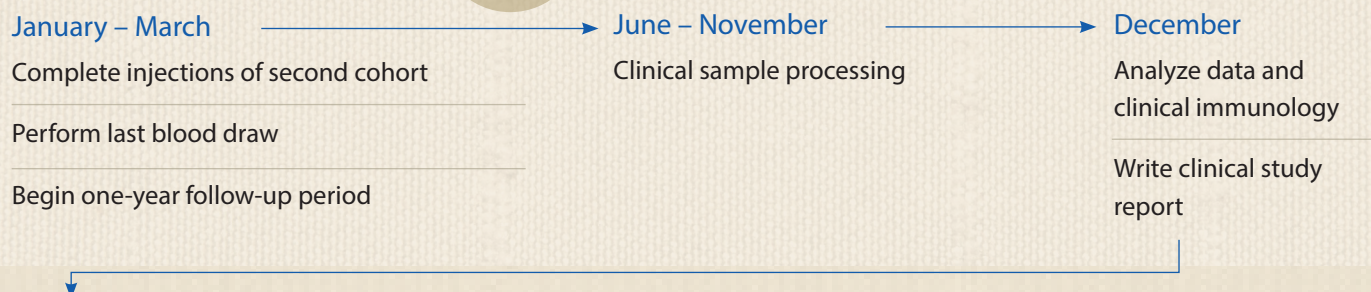 January – March
Complete injections of second cohort
Perform last blood draw
Begin one-year follow-up period
June – November
Clinical sample processing
December
Analyze data and
clinical immunology
Write clinical study
report